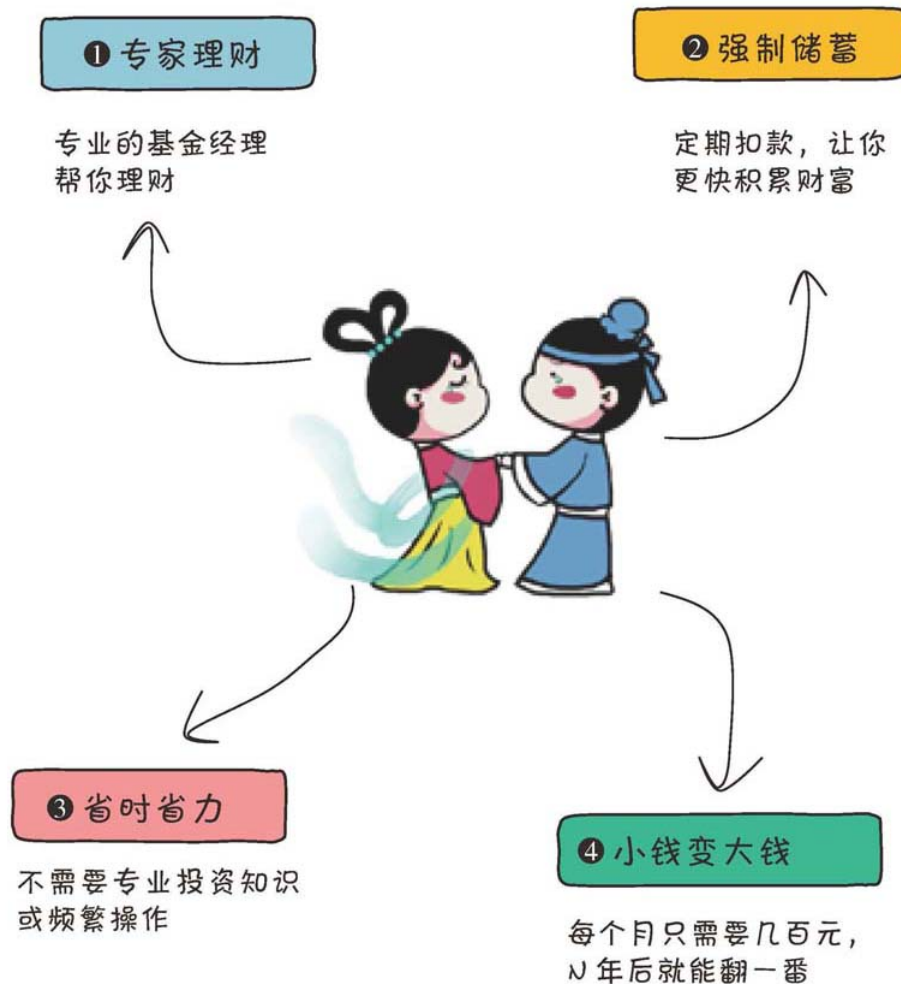 ❶ 专家理财
专业的基金经理
帮你理财
❷ 强制储蓄
定期扣款，让你
更快积累财富
❸ 省时省力
不需要专业投资知识
或频繁操作
❹ 小钱变大钱
每个月只需要几百元，
N 年后就能翻一番